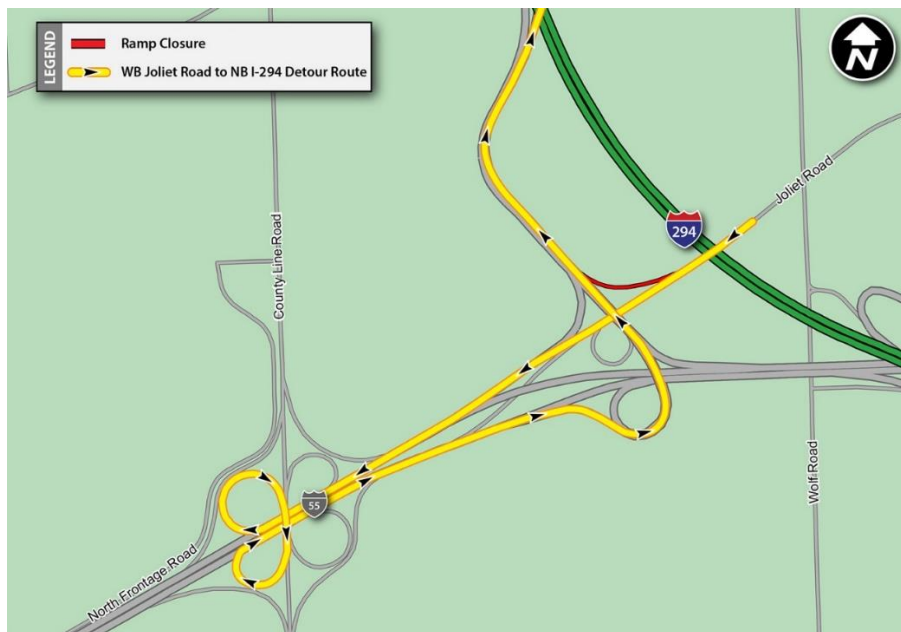 LEGEND
Ramp Closure
WB Joliet Road to NB I-294 Detour Route
N
Joliet Road
294
County Line Road
Wolf Road
55
North Frontage Road